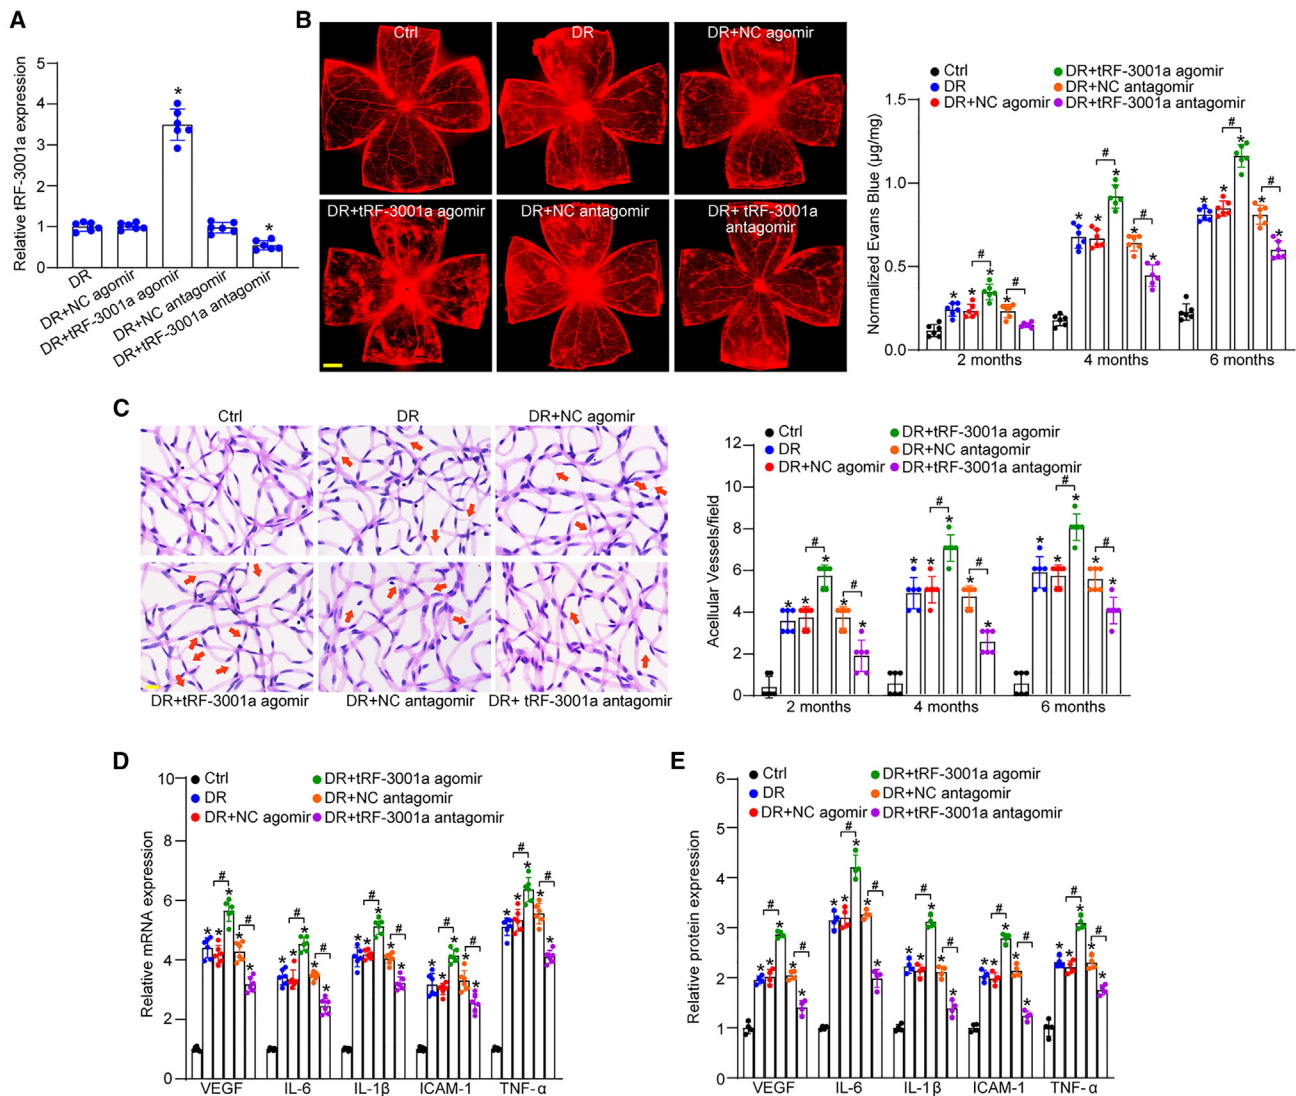 A
Relative tRF-3001a expression
5
4
3
2
1
0
*
*
DR
DR+NC agomir
DR+tRF-3001a agomir
DR+NC antagomir
DR+tRF-3001a antagomir
B
Ctrl
DR
DR+NC agomir
DR+tRF-3001a agomir
DR+NC antagomir
DR+ tRF-3001a
antagomir
Ctrl
DR
DR+NC agomir
DR+tRF-3001a agomir
DR+NC antagomir
DR+tRF-3001a antagomir
Normalized Evans Blue (µg/mg)
1.5
1.0
0.5
0.0
* * # * * #
* * # * * # *
* * # * * # *
2 months
4 months
6 months
C
Ctrl
DR
DR+NC agomir
DR+tRF-3001a agomir
DR+NC antagomir
DR+ tRF-3001a antagomir
Ctrl
DR
DR+NC agomir
DR+tRF-3001a agomir
DR+NC antagomir
DR+tRF-3001a antagomir
Acellular Vessels/field
12
10
8
6
4
2
0
* * # * * # *
* * # * * # *
* * # * * # *
2 months
4 months
6 months
D
Ctrl
DR
DR+NC agomir
DR+tRF-3001a agomir
DR+NC antagomir
DR+tRF-3001a antagomir
Relative mRNA expression
10
8
6
4
2
0
* * # * * # *
* * # * * # *
* * # * * # *
* * # * * # *
* * # * * # *
VEGF
IL-6
IL-1β
ICAM-1
TNF- α
E
Ctrl
DR
DR+NC agomir
DR+tRF-3001a agomir
DR+NC antagomir
DR+tRF-3001a antagomir
Relative protein expression
6
5
4
3
2
1
0
* * # * * # *
* * # * * # *
* * # * * # *
* * # * * # *
* * # * * # *
VEGF
IL-6
IL-1β
ICAM-1
TNF- α